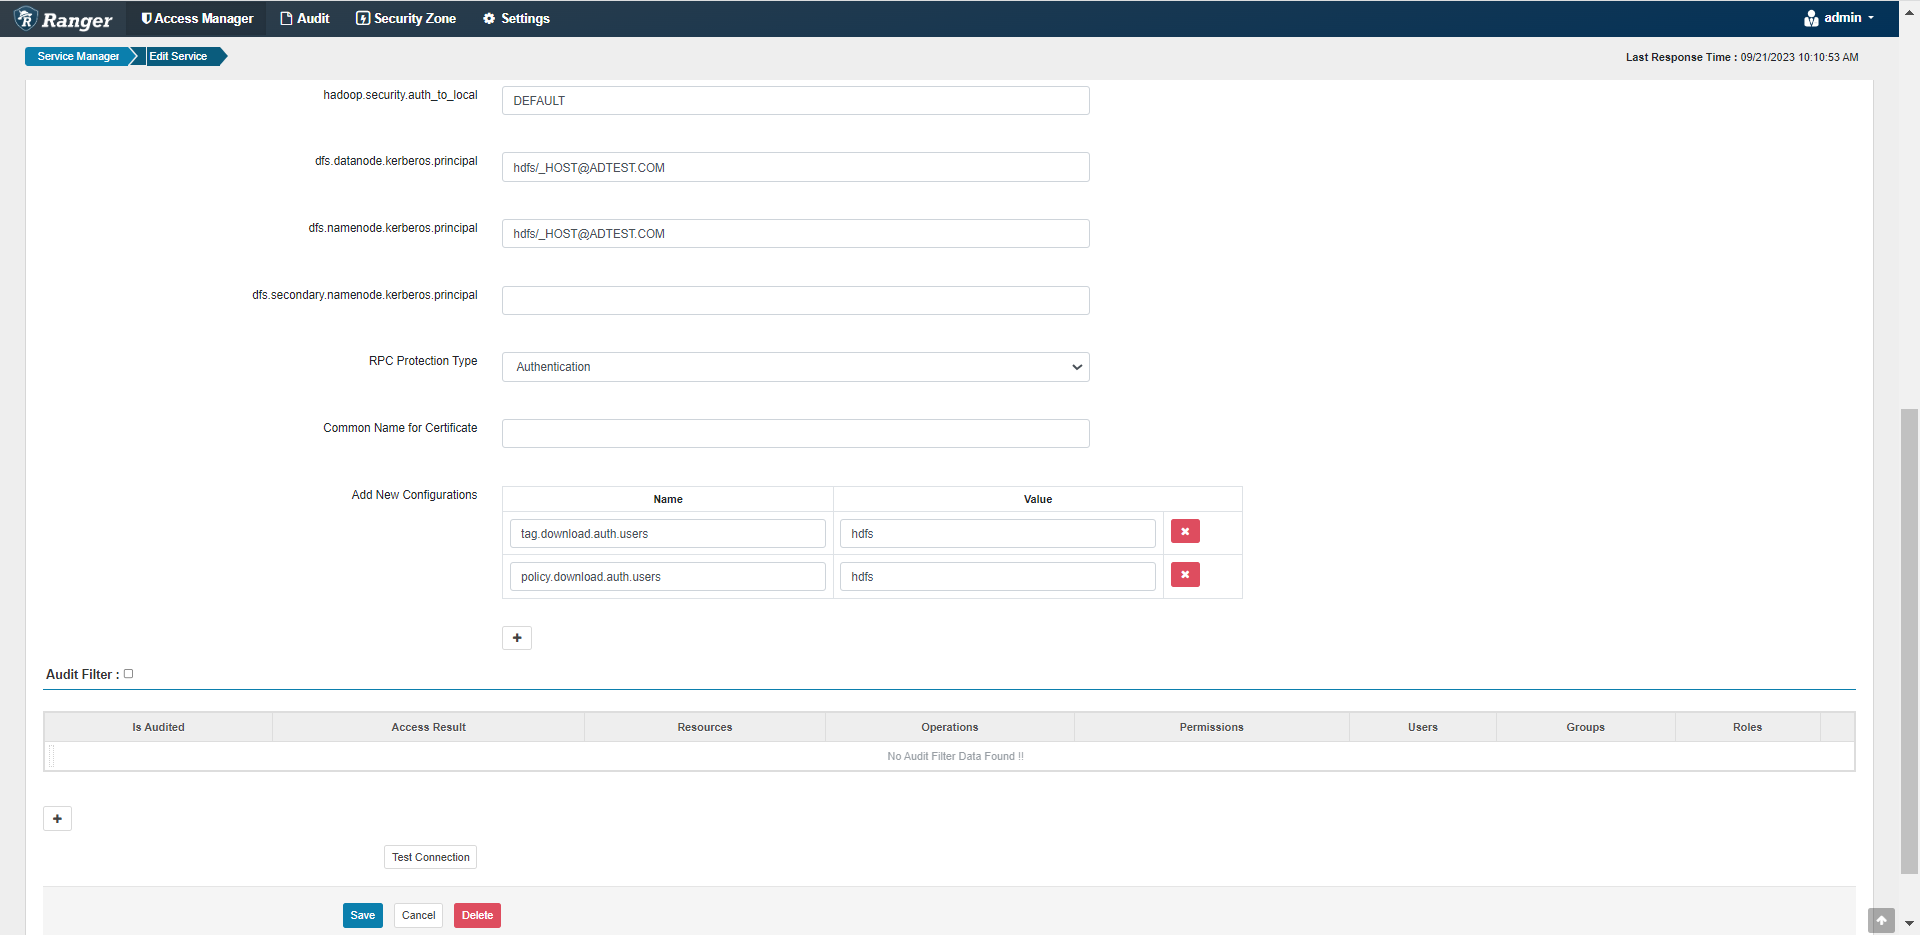 Ranger Access Manager Audit Security Zone Settings admin
Service Manager Edit Service Last Response Time : 09/21/2023 10:10:53 AM
hadoop.security.auth_to_local DEFAULT
dfs.datanode.kerberos.principal hdfs/_HOST@ADTEST.COM
dfs.namenode.kerberos.principal hdfs/_HOST@ADTEST.COM
dfs.secondary.namenode.kerberos.principal
RPC Protection Type Authentication
Common Name for Certificate
Add New Configurations Name Value
tag.download.auth.users hdfs
policy.download.auth.users hdfs
Audit Filter :
Is Audited Access Result Resources Operations Permissions Users Groups Roles
No Audit Filter Data Found !!
Test Connection
Save Cancel Delete